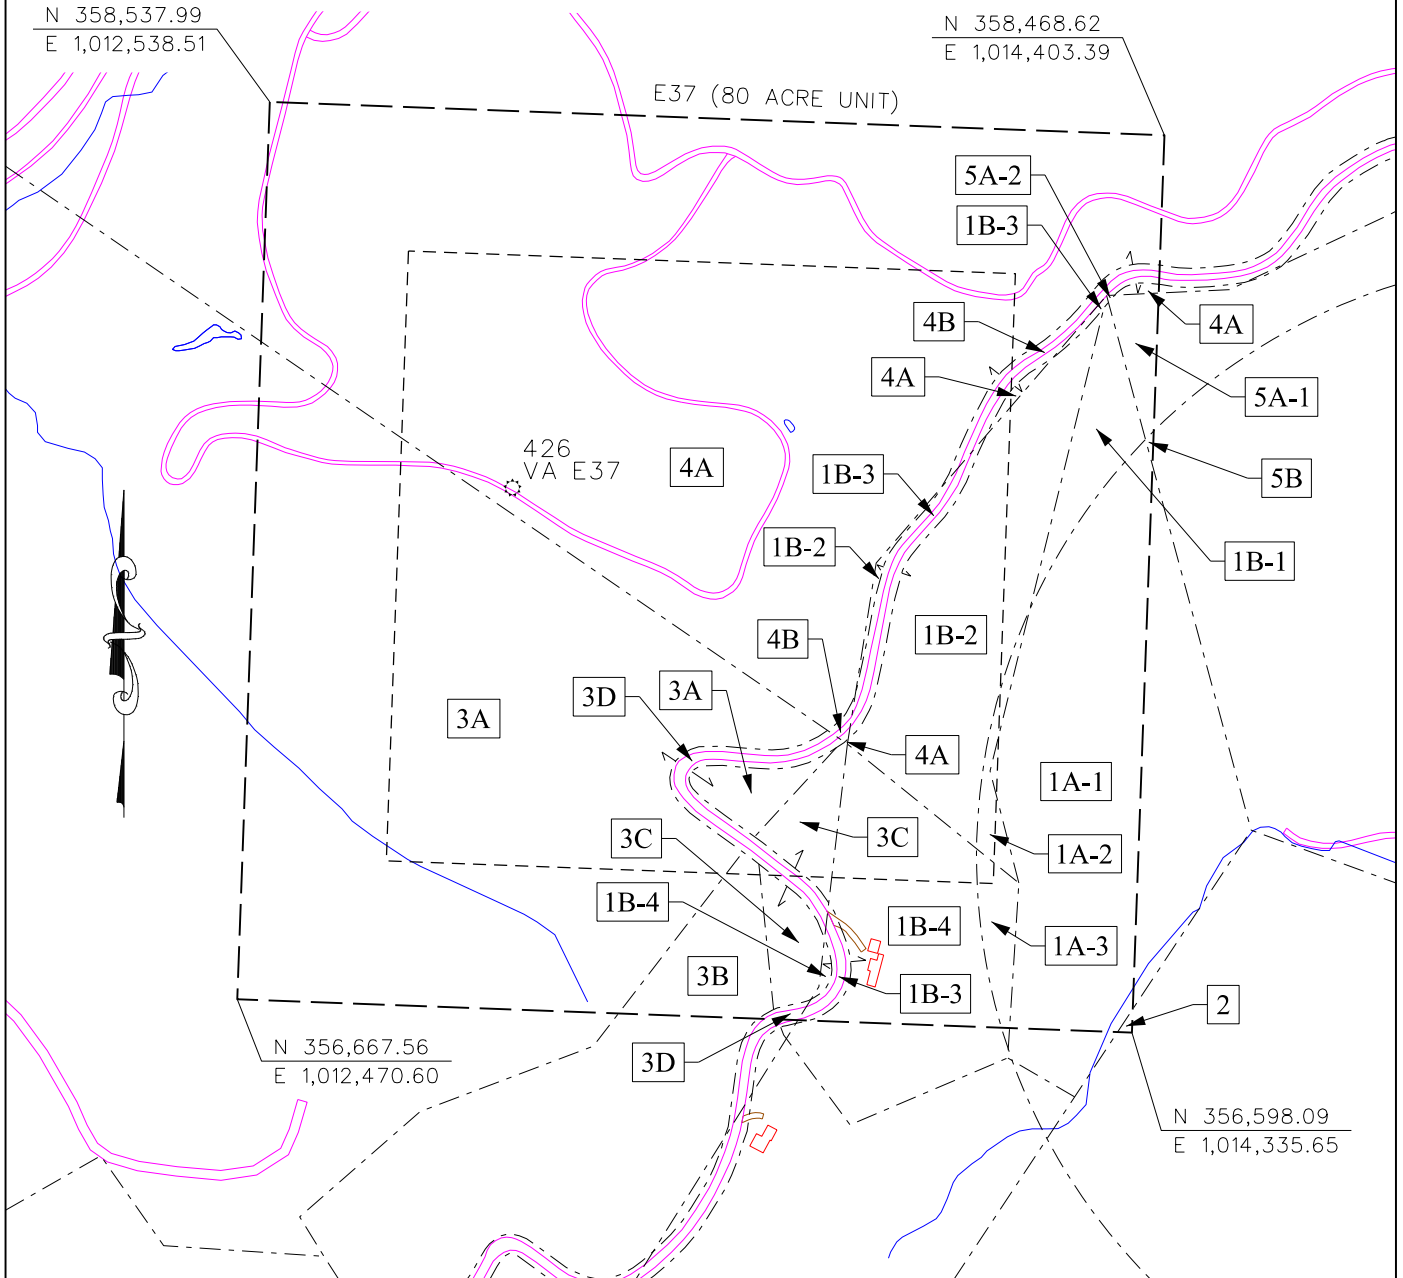 N 358,537.99
E 1,012,538.51
N 358,468.62
E 1,014,403.39
E37 (80 ACRE UNIT)
5A-2
1B-3
4B
4A
4A
5A-1
426
VA E37
4A
1B-3
5B
1B-2
1B-1
4B
1B-2
3D
3A
3A
4A
1A-1
3C
3C
1A-2
1B-4
1B-4
1A-3
3B
1B-3
2
3D
N 356,667.56
E 1,012,470.60
N 356,598.09
E 1,014,335.65